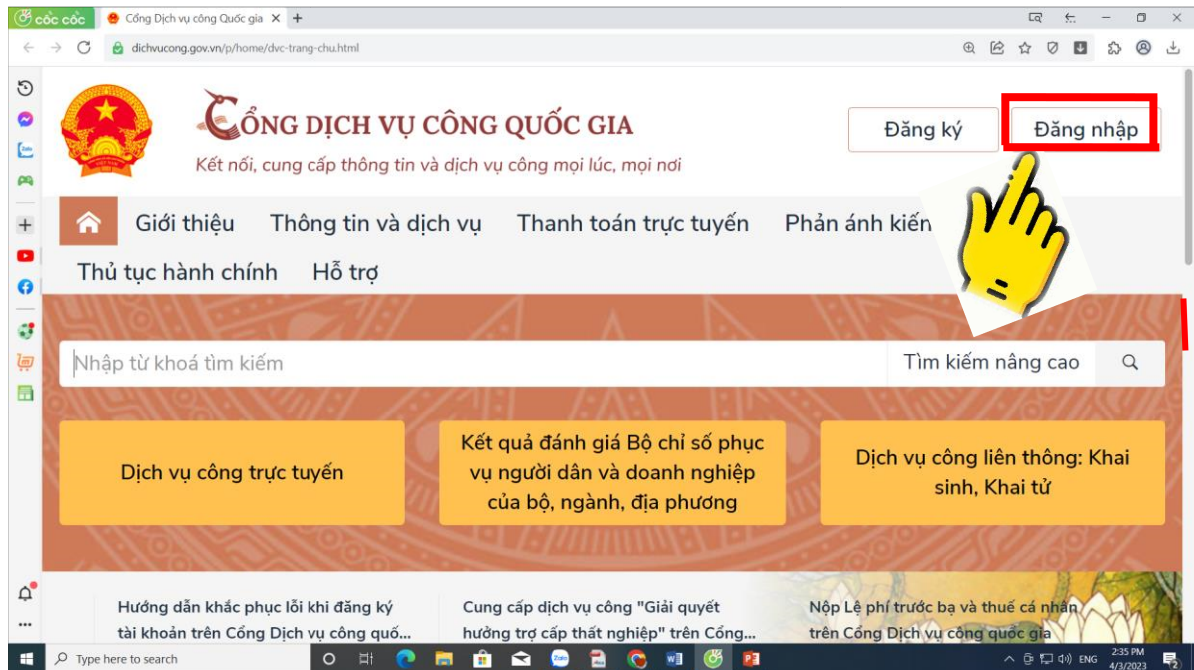 cốc cốc
Cổng Dịch vụ công Quốc gia
dichvucong.gov.vn/p/home/dvc-trang-chu.html
CỔNG DỊCH VỤ CÔNG QUỐC GIA
Kết nối, cung cấp thông tin và dịch vụ công mọi lúc, mọi nơi
Đăng ký
Đăng nhập
Giới thiệu
Thông tin và dịch vụ
Thanh toán trực tuyến
Phản ánh kiến
Thủ tục hành chính
Hỗ trợ
Nhập từ khoá tìm kiếm
Tìm kiếm nâng cao
Dịch vụ công trực tuyến
Kết quả đánh giá Bộ chỉ số phục
vụ người dân và doanh nghiệp
của bộ, ngành, địa phương
Dịch vụ công liên thông: Khai
sinh, Khai tử
Hướng dẫn khắc phục lỗi khi đăng ký
tài khoản trên Cổng Dịch vụ công quố...
Cung cấp dịch vụ công "Giải quyết
hưởng trợ cấp thất nghiệp" trên Cổng...
Nộp Lệ phí trước bạ và thuế cá nhân
trên Cổng Dịch vụ công quốc gia
Type here to search
ENG
2:35 PM
4/3/2023